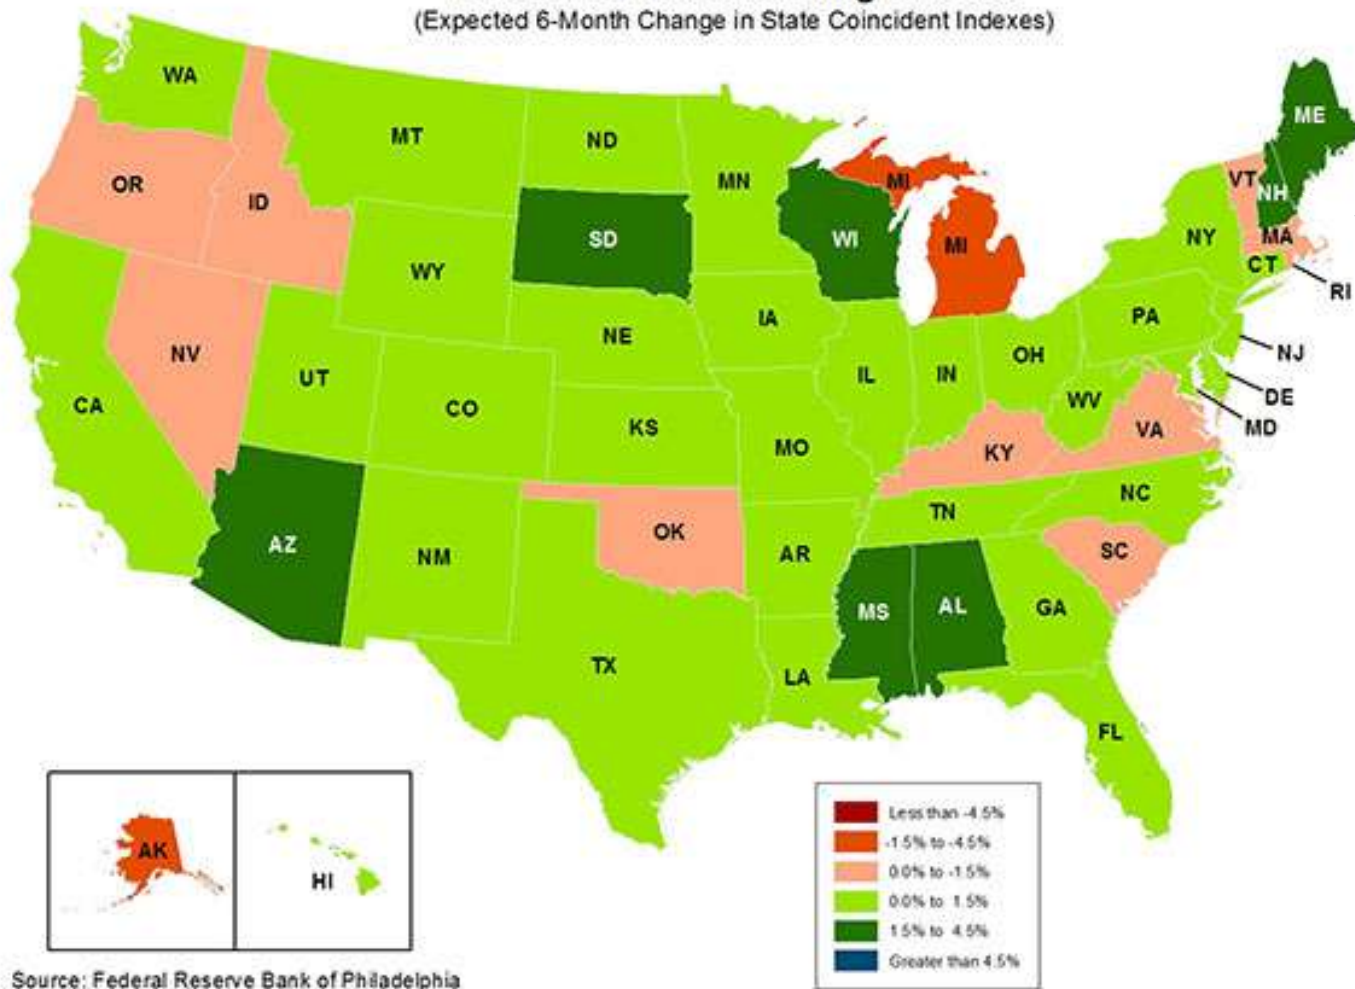 (Expected 6-Month Change in State Coincident Indexes)
WA
MT
ND
MN
OR
ID
SD
WI
MI
MI
ME
VT
NH
NY
MA
CT
RI
WY
NE
IA
PA
NJ
NV
UT
CO
KS
MO
IL
IN
OH
WV
DE
MD
CA
KY
VA
AZ
NM
OK
AR
TN
NC
SC
TX
LA
MS
AL
GA
FL
AK
HI
Less than -4.5%
-1.5% to -4.5%
0.0% to -1.5%
0.0% to 1.5%
1.5% to 4.5%
Greater than 4.5%
Source: Federal Reserve Bank of Philadelphia